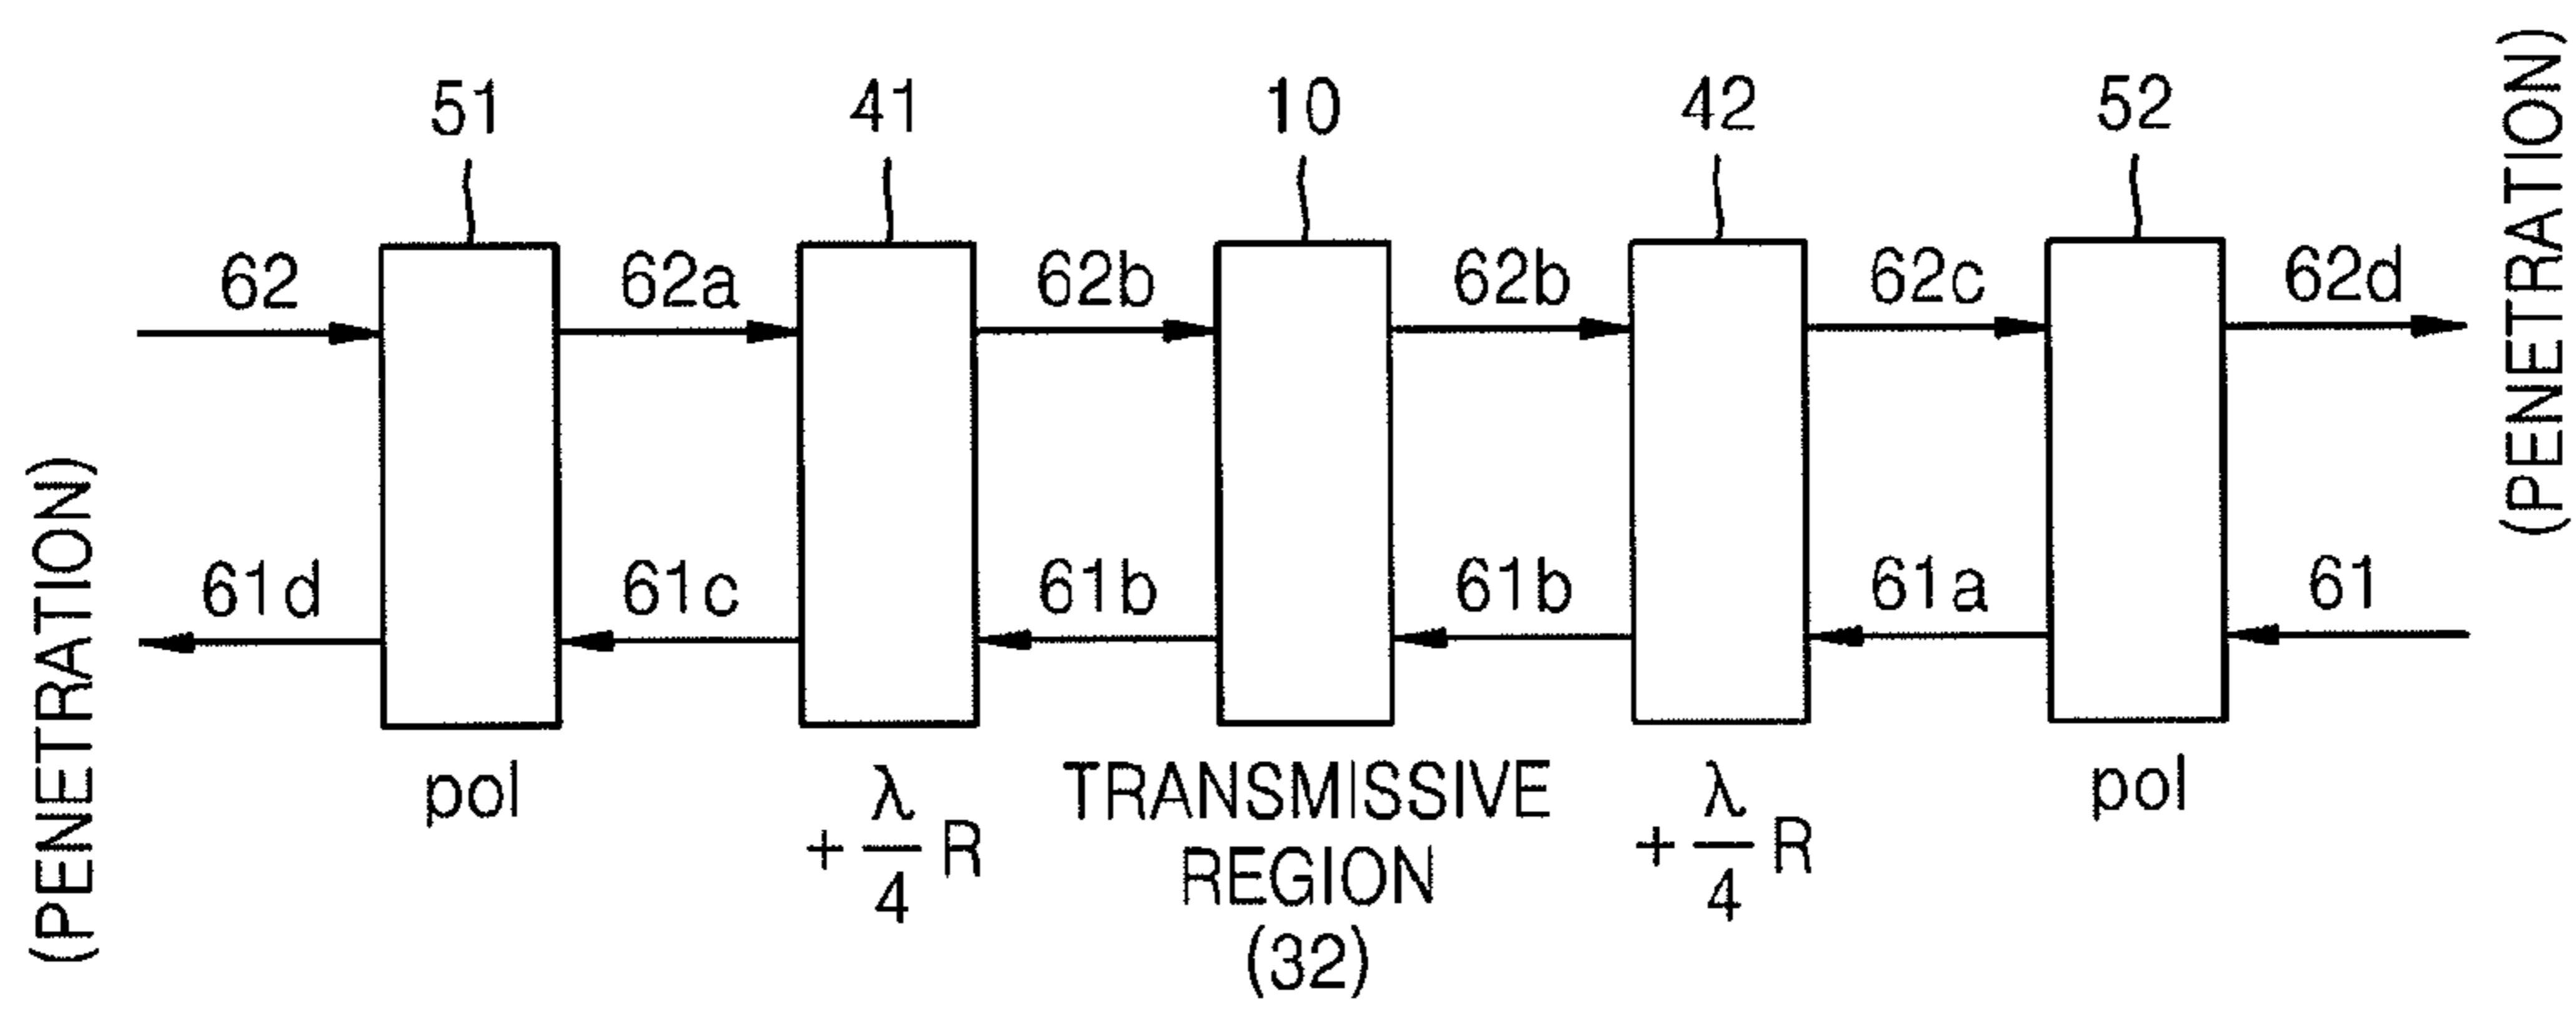 51
41
10
42
52
62
62a
62b
62b
62c
62d
(PENETRATION)
61d
61c
61b
61b
61a
61
(PENETRATION)
pol
+ λ/4 R
TRANSMISSIVE
REGION
(32)
+ λ/4 R
pol